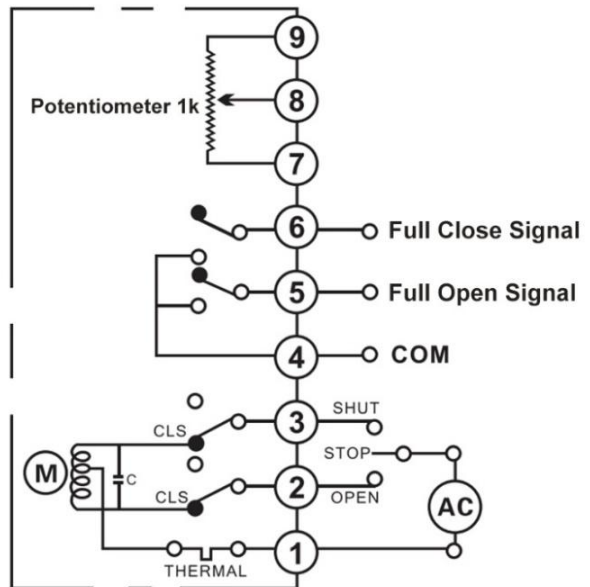 9
Potentiometer 1k
8
7
6 Full Close Signal
5 Full Open Signal
4 COM
CLS
3 SHUT
STOP
M
C
CLS
2 OPEN
AC
THERMAL
1